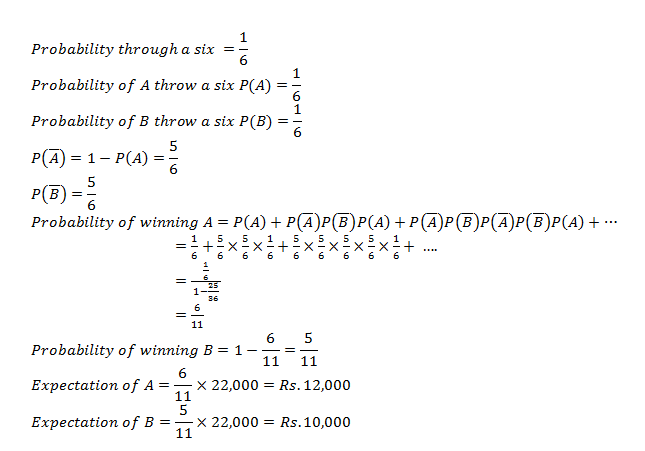 Probability through a six = 1/6
Probability of A throw a six P(A) = 1/6
Probability of B throw a six P(B) = 1/6
P(A̅) = 1 − P(A) = 5/6
P(B̅) = 5/6
Probability of winning A = P(A) + P(A̅)P(B̅)P(A) + P(A̅)P(B̅)P(A̅)P(B̅)P(A) + ⋯
= 1/6 + 5/6 × 5/6 × 1/6 + 5/6 × 5/6 × 5/6 × 5/6 × 1/6 + ....
= (1/6)/(1−25/36)
= 6/11
Probability of winning B = 1 − 6/11 = 5/11
Expectation of A = 6/11 × 22,000 = Rs. 12,000
Expectation of B = 5/11 × 22,000 = Rs. 10,000